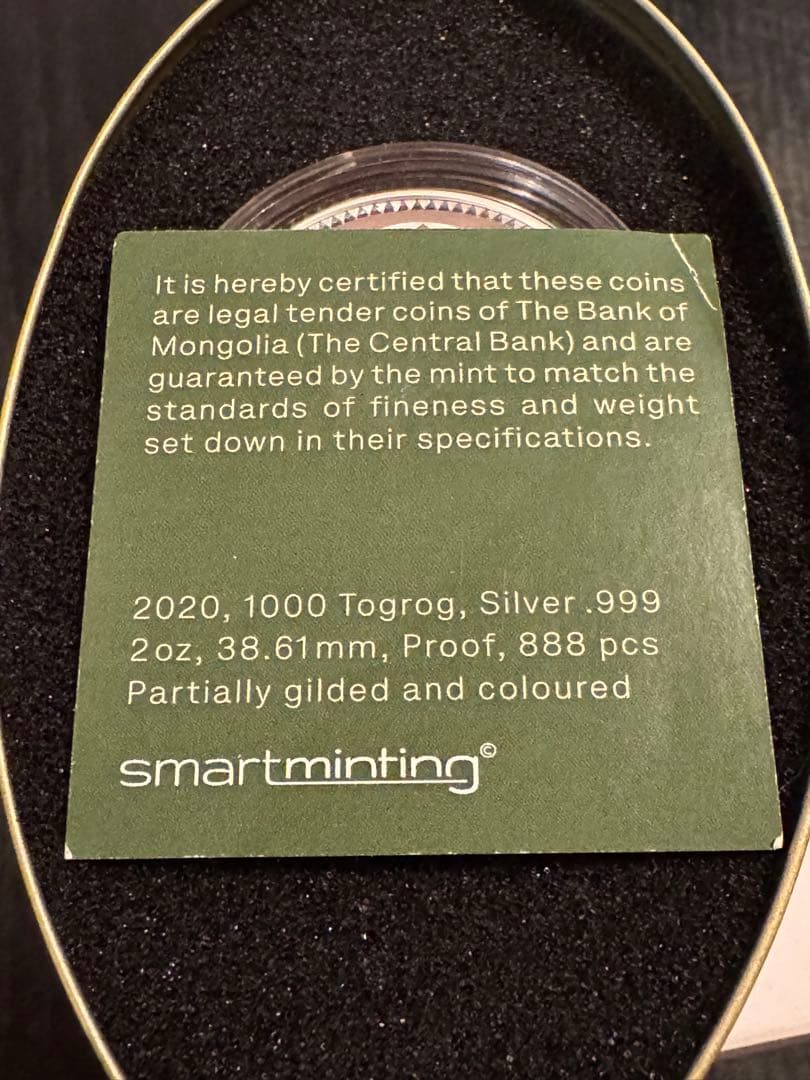 It is hereby certified that these coins
are legal tender coins of The Bank of
Mongolia (The Central Bank) and are
guaranteed by the mint to match the
standards of fineness and weight
set down in their specifications.
2020, 1000 Togrog, Silver .999
2 oz, 38.61mm, Proof, 888 pcs
Partially gilded and coloured
smartminting©